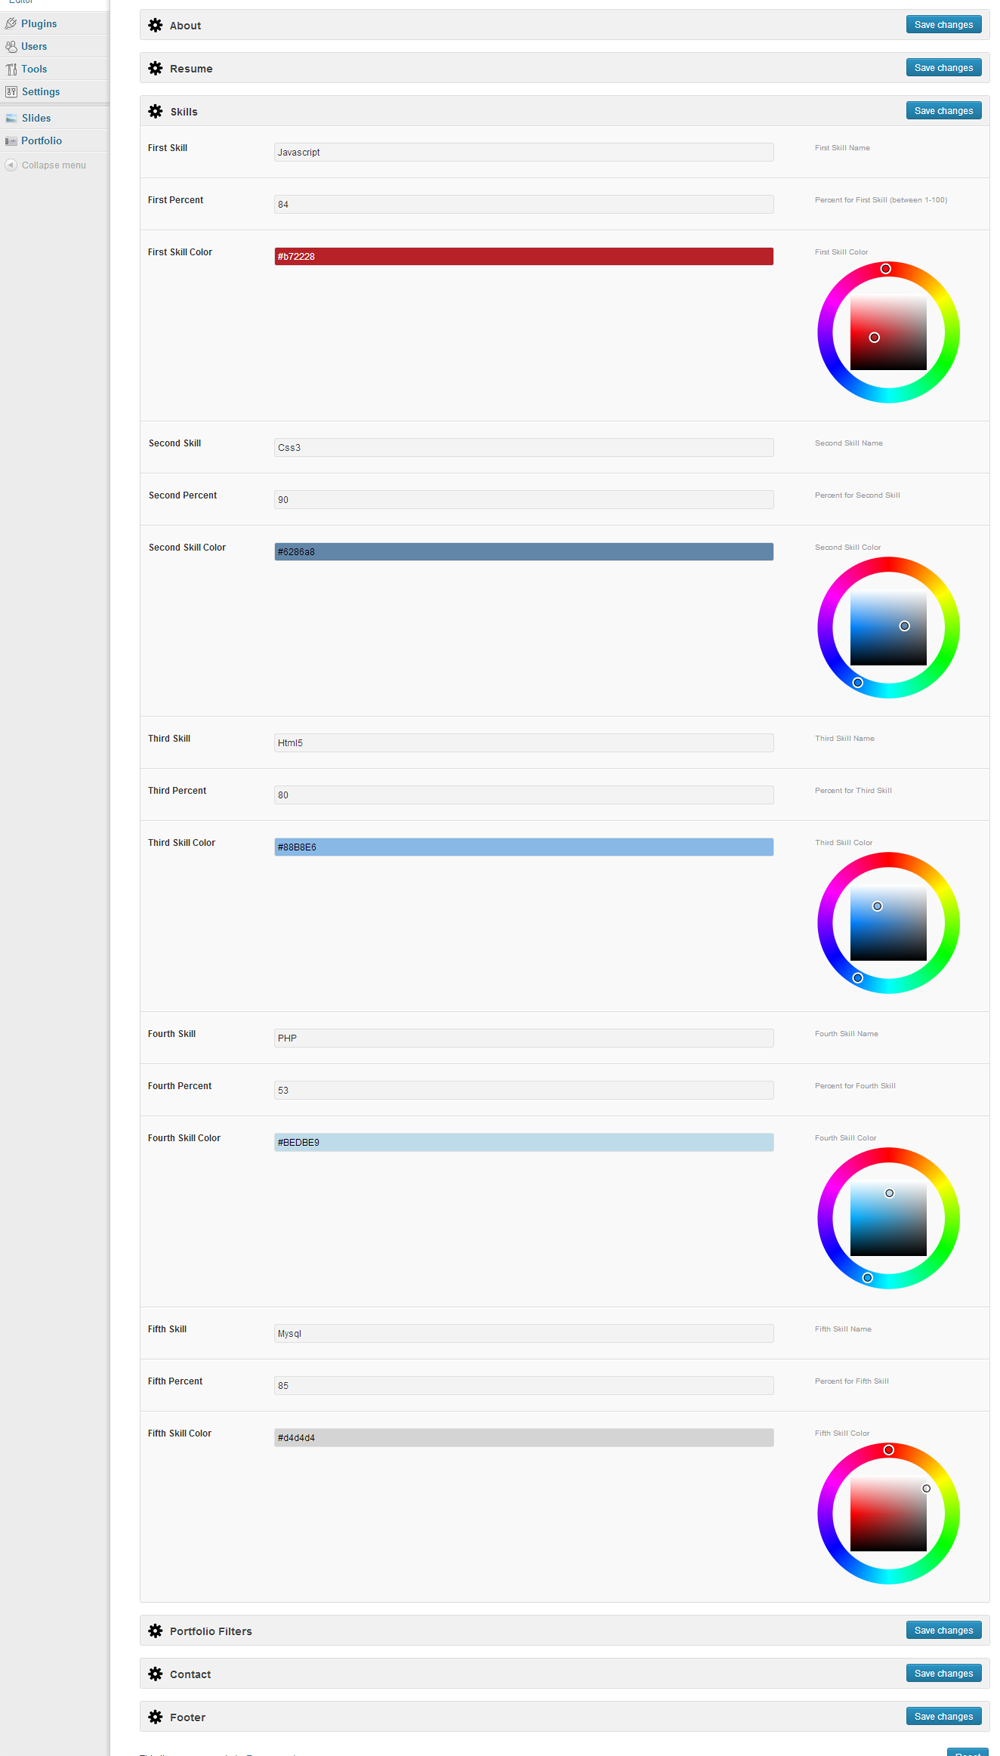 Editor
Plugins
Users
Tools
Settings
Slides
Portfolio
Collapse menu
About
Save changes
Resume
Save changes
Skills
Save changes
First Skill
Javascript
First Skill Name
First Percent
84
Percent for First Skill (between 1-100)
First Skill Color
#b72228
First Skill Color
Second Skill
Css3
Second Skill Name
Second Percent
90
Percent for Second Skill
Second Skill Color
#6286a8
Second Skill Color
Third Skill
Html5
Third Skill Name
Third Percent
80
Percent for Third Skill
Third Skill Color
#88B8E6
Third Skill Color
Fourth Skill
PHP
Fourth Skill Name
Fourth Percent
53
Percent for Fourth Skill
Fourth Skill Color
#BEDBE9
Fourth Skill Color
Fifth Skill
Mysql
Fifth Skill Name
Fifth Percent
85
Percent for Fifth Skill
Fifth Skill Color
#d4d4d4
Fifth Skill Color
Portfolio Filters
Save changes
Contact
Save changes
Footer
Save changes
Reset